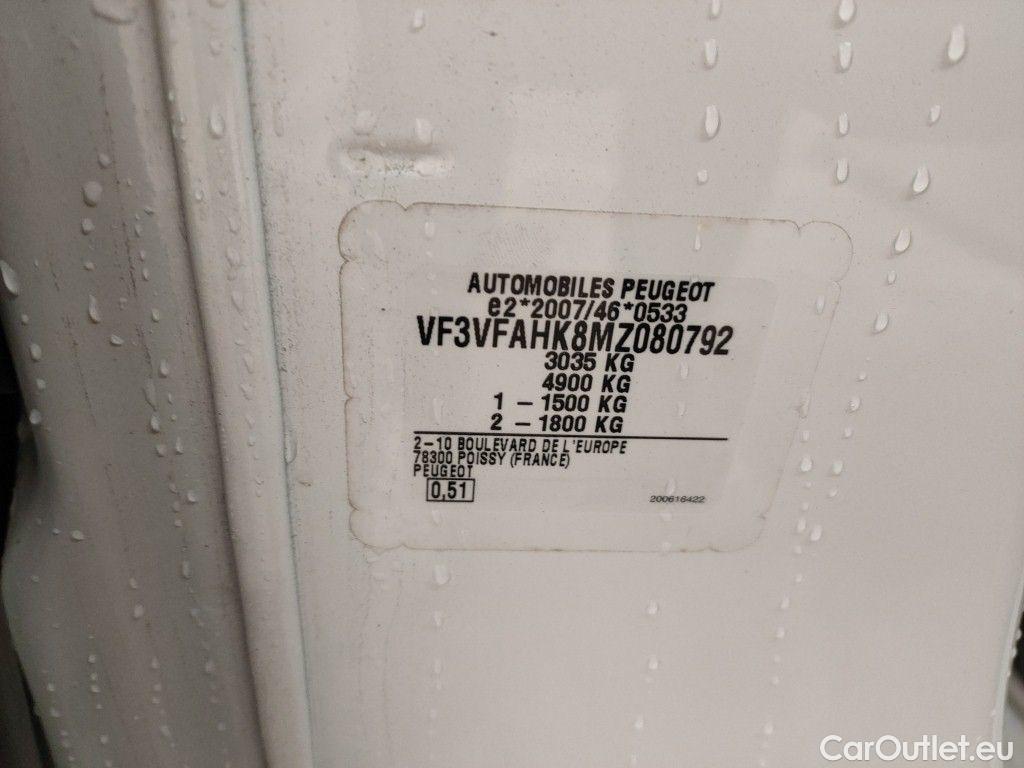 AUTOMOBILES PEUGEOT
e2*2007/46*0533
VF3VFAHK8MZ080792
3035 KG
4900 KG
1 - 1500 KG
2 - 1800 KG
2-10 BOULEVARD DE L'EUROPE
78300 POISSY (FRANCE)
PEUGEOT
0,51
200616422
CarOutlet.eu